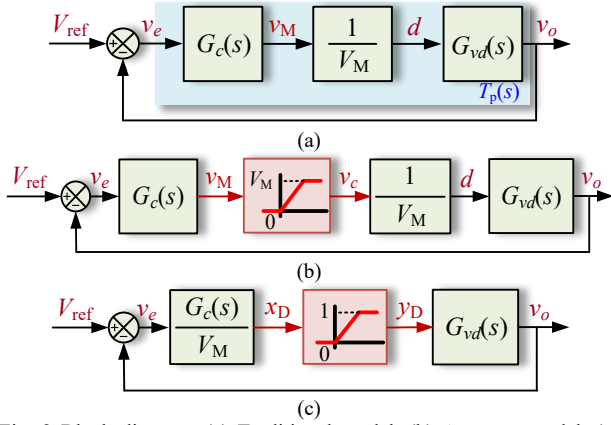 V_ref + − v_e G_c(s) v_M 1/V_M d G_vd(s) v_o
T_p(s)
(a)
V_ref + − v_e G_c(s) v_M V_M 0 v_c 1/V_M d G_vd(s) v_o
(b)
V_ref + − v_e G_c(s)/V_M x_D 1 0 y_D G_vd(s) v_o
(c)